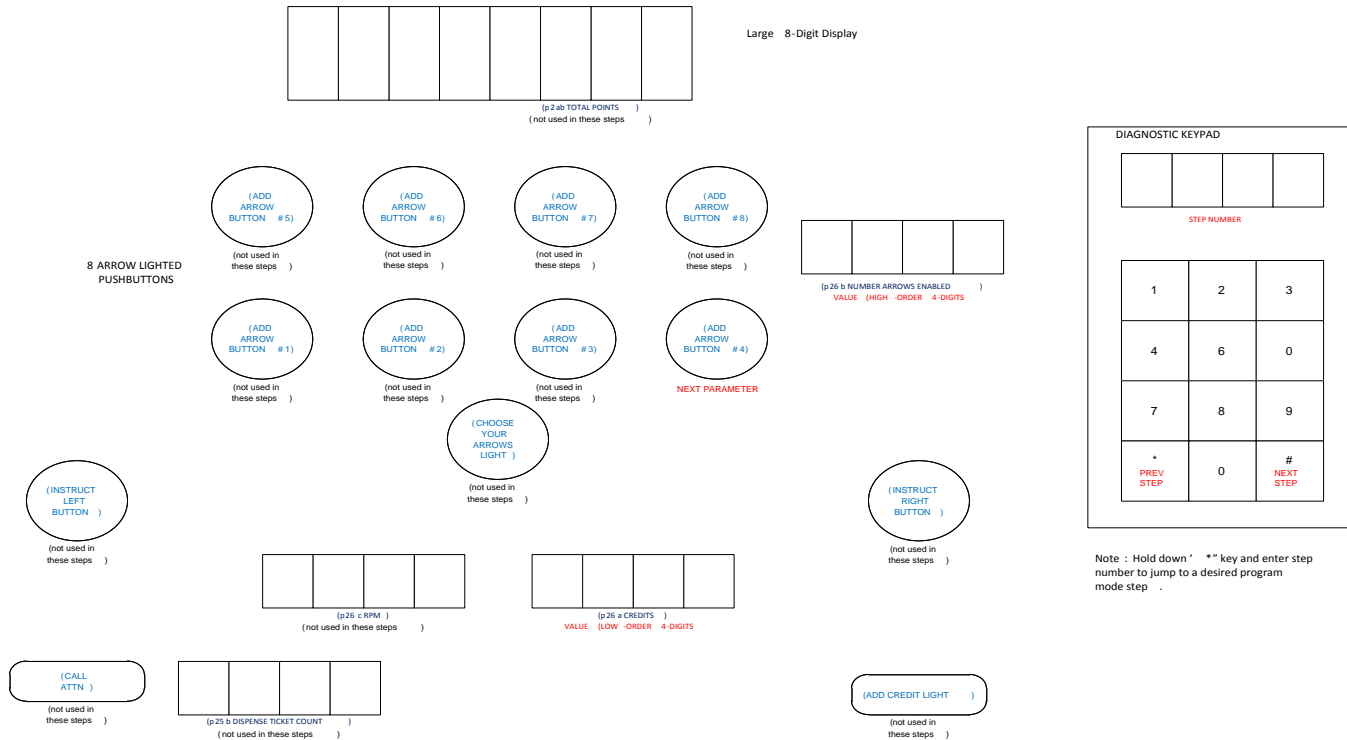 Large 8-Digit Display
(p2ab TOTAL POINTS )
(not used in these steps )
DIAGNOSTIC KEYPAD
STEP NUMBER
(ADD
ARROW
BUTTON #5)
(not used in
these steps )
(ADD
ARROW
BUTTON #6)
(not used in
these steps )
(ADD
ARROW
BUTTON #7)
(not used in
these steps )
(ADD
ARROW
BUTTON #8)
(not used in
these steps )
8 ARROW LIGHTED
PUSHBUTTONS
(p26 b NUMBER ARROWS ENABLED )
VALUE (HIGH -ORDER 4-DIGITS
(ADD
ARROW
BUTTON #1)
(not used in
these steps )
(ADD
ARROW
BUTTON #2)
(not used in
these steps )
(ADD
ARROW
BUTTON #3)
(not used in
these steps )
(ADD
ARROW
BUTTON #4)
NEXT PARAMETER
1 2 3
4 6 0
7 8 9
* 0 #
PREV
STEP
NEXT
STEP
(CHOOSE
YOUR
ARROWS
LIGHT )
(not used in
these steps )
(INSTRUCT
LEFT
BUTTON )
(not used in
these steps )
(INSTRUCT
RIGHT
BUTTON )
(not used in
these steps )
Note : Hold down ‘ *” key and enter step
number to jump to a desired program
mode step .
(p26 c RPM )
(not used in these steps )
(p26 a CREDITS )
VALUE (LOW -ORDER 4-DIGITS
(CALL
ATTN )
(not used in
these steps )
(p25 b DISPENSE TICKET COUNT )
(not used in these steps )
(ADD CREDIT LIGHT )
(not used in
these steps )